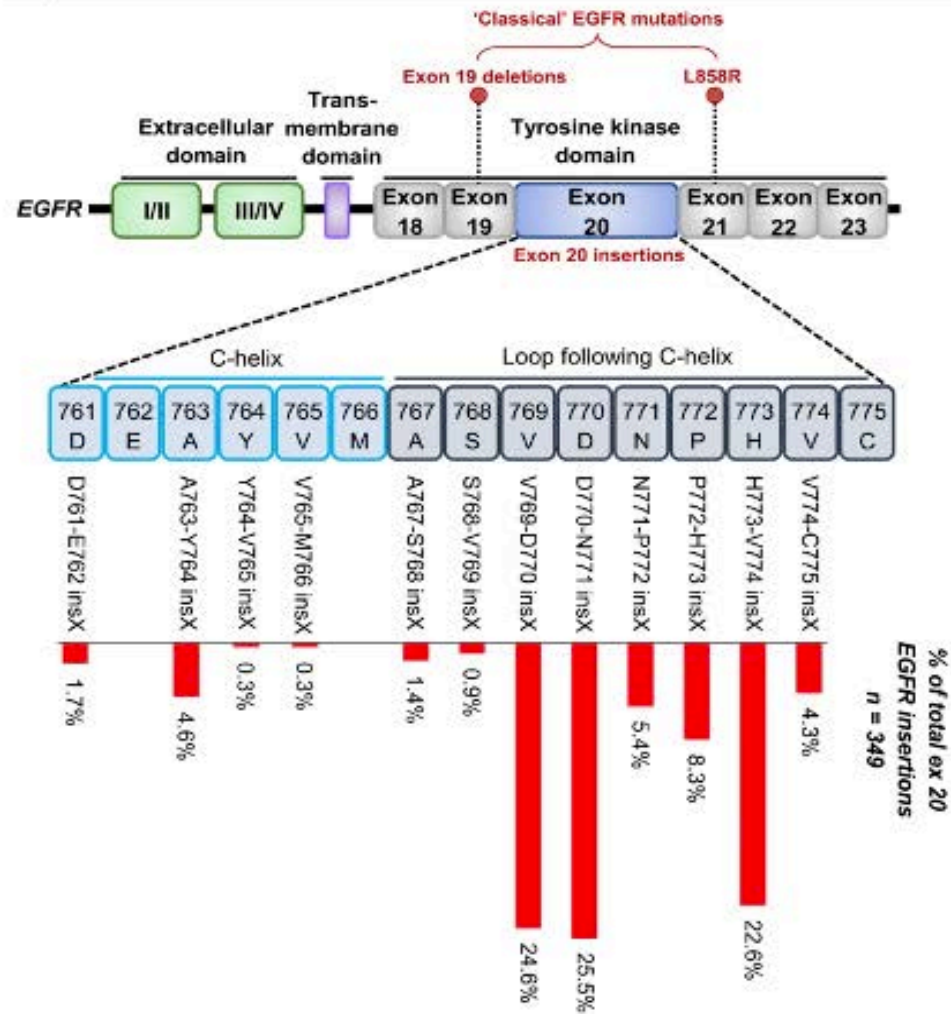 'Classical' EGFR mutations
Exon 19 deletions
L858R
Extracellular
domain
Trans-
membrane
domain
Tyrosine kinase
domain
EGFR
I/II
III/IV
Exon
18
Exon
19
Exon
20
Exon
21
Exon
22
Exon
23
Exon 20 insertions
C-helix
Loop following C-helix
761
D
762
E
763
A
764
Y
765
V
766
M
767
A
768
S
769
V
770
D
771
N
772
P
773
H
774
V
775
C
D761-E762 insX
A763-Y764 insX
Y764-V765 insX
V765-M766 insX
A767-S768 insX
S768-V769 insX
V769-D770 insX
D770-N771 insX
N771-P772 insX
P772-H773 insX
H773-V774 insX
V774-C775 insX
1.7%
4.6%
0.3%
0.3%
1.4%
0.9%
24.6%
25.5%
5.4%
8.3%
22.6%
4.3%
% of total ex 20
EGFR insertions
n = 349